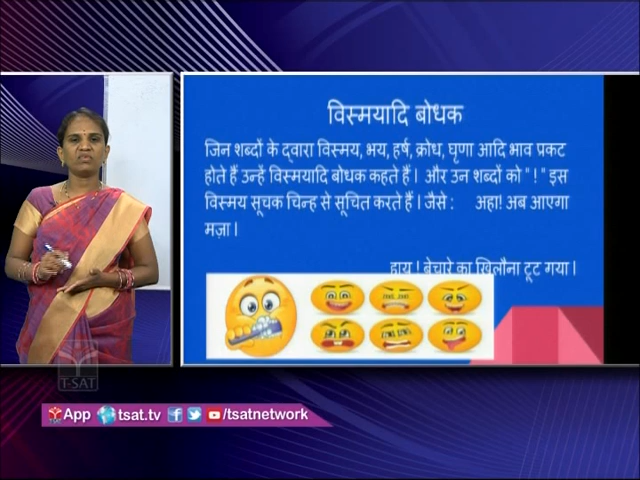 विस्मयादि बोधक
जिन शब्दों के द्वारा विस्मय, भय, हर्ष, क्रोध, घृणा आदि भाव प्रकट
होते हैं उन्हें विस्मयादि बोधक कहते हैं । और उन शब्दों को " ! " इस
विस्मय सूचक चिन्ह से सूचित करते हैं । जैसे : अहा! अब आएगा
मज़ा ।
हाय ! बेचारे का खिलौना टूट गया ।
T-SAT
App tsat.tv /tsatnetwork